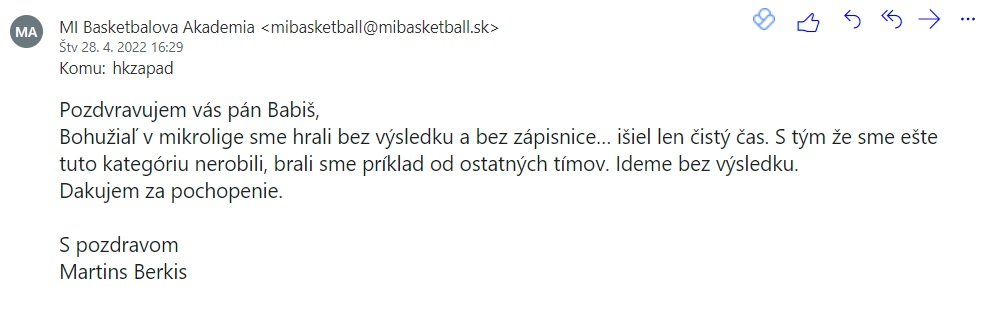 MA
MI Basketbalova Akademia <mibasketball@mibasketball.sk>
Štv 28. 4. 2022 16:29
Komu: hkzapad
Pozdvravujem vás pán Babiš,
Bohužiaľ v mikrolige sme hrali bez výsledku a bez zápisnice... išiel len čistý čas. S tým že sme ešte
tuto kategóriu nerobili, brali sme príklad od ostatných tímov. Ideme bez výsledku.
Dakujem za pochopenie.
S pozdravom
Martins Berkis